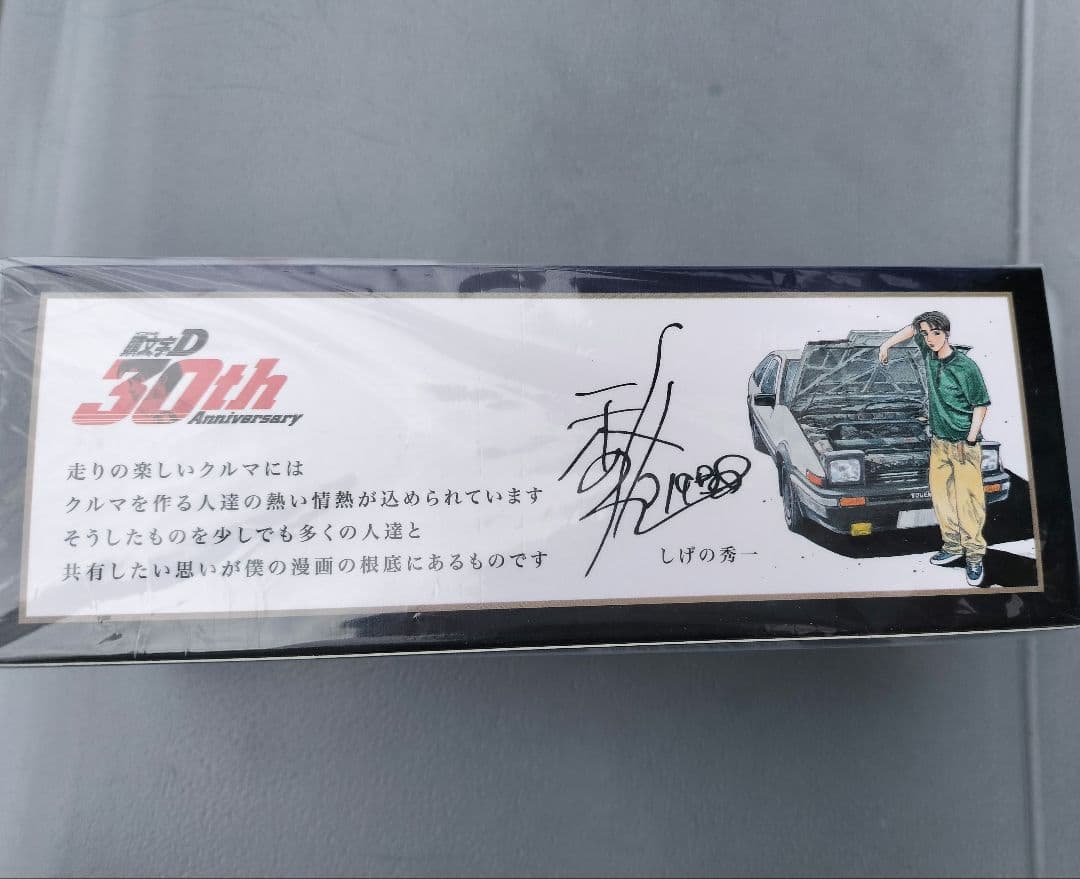 頭文字D
30th
Anniversary
走りの楽しいクルマには
クルマを作る人達の熱い情熱が込められています
そうしたものを少しでも多くの人達と
共有したい思いが僕の漫画の根底にあるものです
しげの秀一